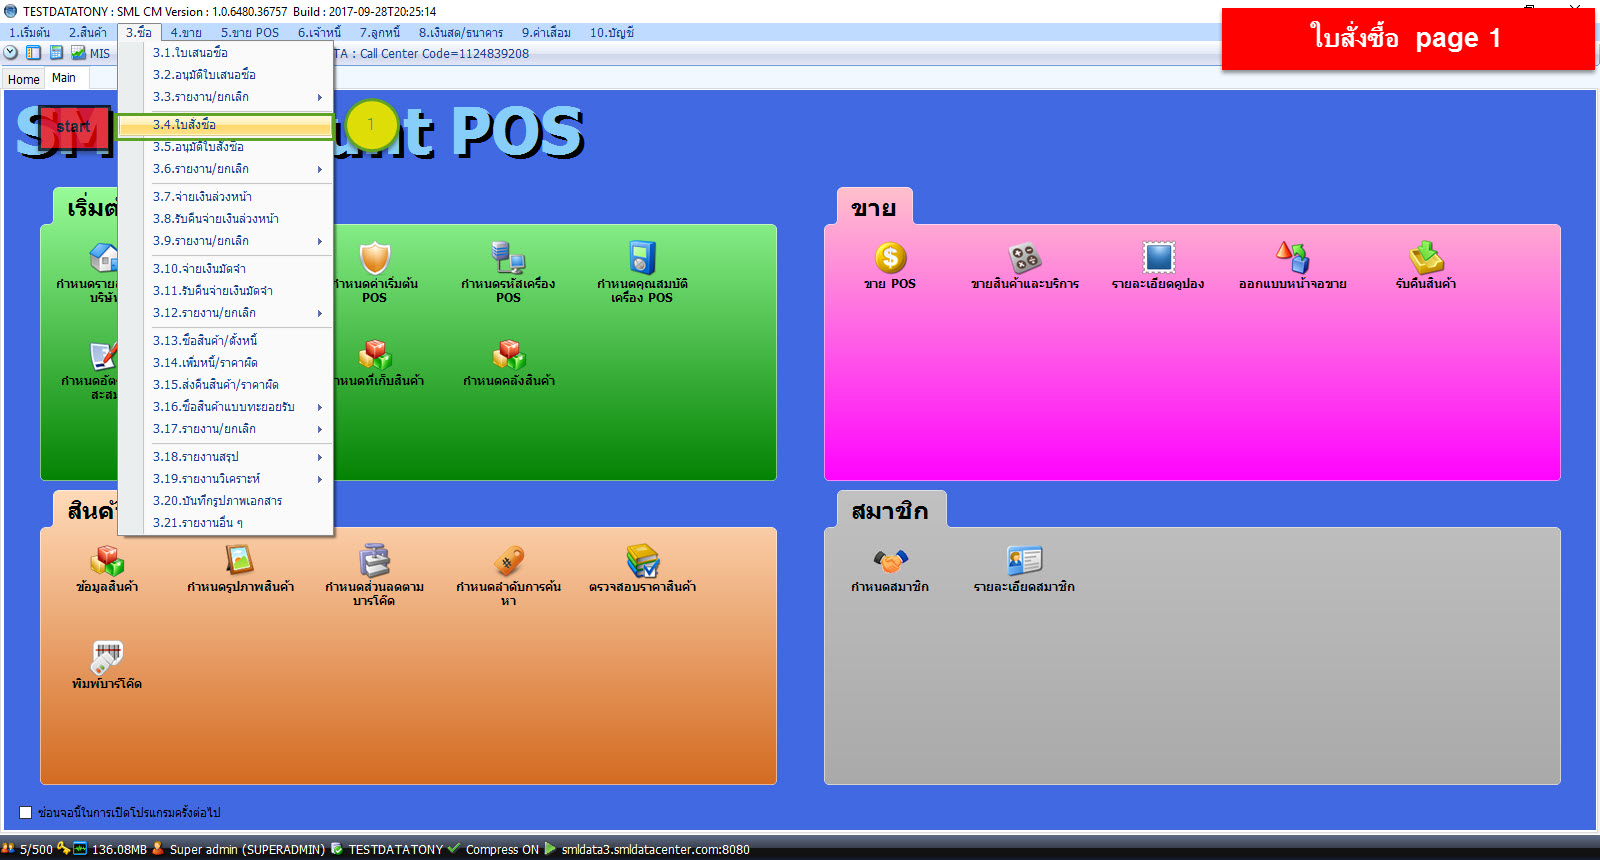 TESTDATATONY : SML CM Version : 1.0.6480.36757 Build : 2017-09-28T20:25:14
ใบสั่งซื้อ page 1
1.เริ่มต้น 2.สินค้า 3.ซื้อ 4.ขาย 5.ขาย POS 6.เจ้าหนี้ 7.ลูกหนี้ 8.เงินสด/ธนาคาร 9.ค่าเสื่อม 10.บัญชี
MIS
TA : Call Center Code=1124839208
Home Main
3.1.ใบเสนอซื้อ
3.2.อนุมัติใบเสนอซื้อ
3.3.รายงาน/ยกเลิก
3.4.ใบสั่งซื้อ
3.5.อนุมัติใบสั่งซื้อ
3.6.รายงาน/ยกเลิก
3.7.จ่ายเงินล่วงหน้า
3.8.รับคืนจ่ายเงินล่วงหน้า
3.9.รายงาน/ยกเลิก
3.10.จ่ายเงินมัดจำ
3.11.รับคืนจ่ายเงินมัดจำ
3.12.รายงาน/ยกเลิก
3.13.ซื้อสินค้า/ตั้งหนี้
3.14.เพิ่มหนี้/ราคาผิด
3.15.ส่งคืนสินค้า/ราคาผิด
3.16.ซื้อสินค้าแบบทะยอยรับ
3.17.รายงาน/ยกเลิก
3.18.รายงานสรุป
3.19.รายงานวิเคราะห์
3.20.บันทึกรูปภาพเอกสาร
3.21.รายงานอื่น ๆ
start
1
POS
กำหนดค่าเริ่มต้น
POS
กำหนดรหัสเครื่อง
POS
กำหนดคุณสมบัติ
เครื่อง POS
กำหนดที่เก็บสินค้า
กำหนดคลังสินค้า
ขาย
ขาย POS
ขายสินค้าและบริการ
รายละเอียดคูปอง
ออกแบบหน้าจอขาย
รับคืนสินค้า
สินค้า
ข้อมูลสินค้า
กำหนดรูปภาพสินค้า
กำหนดส่วนลดตาม
บาร์โค๊ด
กำหนดลำดับการค้น
หา
ตรวจสอบราคาสินค้า
พิมพ์บาร์โค๊ด
สมาชิก
กำหนดสมาชิก
รายละเอียดสมาชิก
ซ่อนจอนี้ในการเปิดโปรแกรมครั้งต่อไป
5/500 136.08MB Super admin (SUPERADMIN) TESTDATATONY Compress ON smldata3.smldatacenter.com:8080